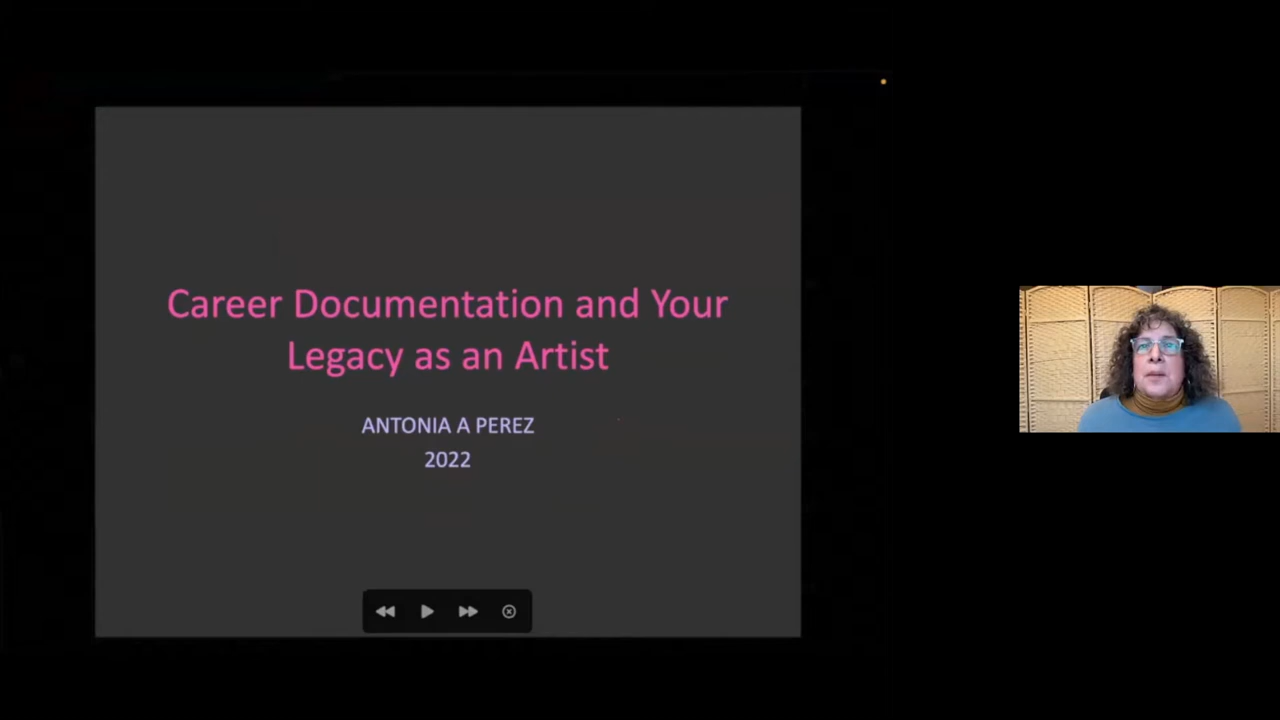 Career Documentation and Your
Legacy as an Artist
ANTONIA A PEREZ
2022